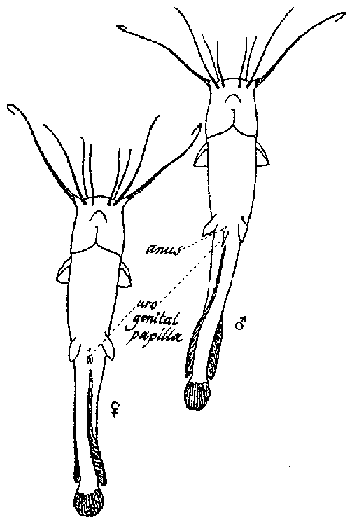 anus
uro
genital
papilla
♂
♀